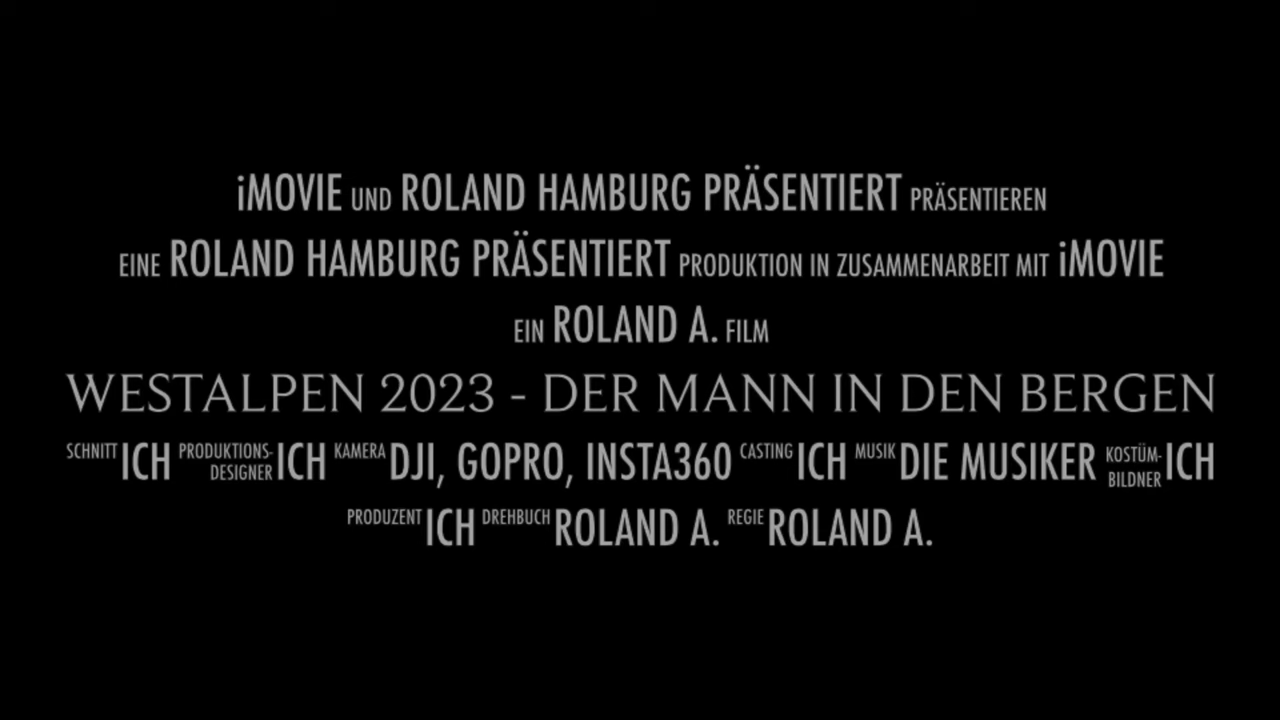 iMOVIE UND ROLAND HAMBURG PRÄSENTIERT PRÄSENTIEREN
EINE ROLAND HAMBURG PRÄSENTIERT PRODUKTION IN ZUSAMMENARBEIT MIT iMOVIE
EIN ROLAND A. FILM
WESTALPEN 2023 - DER MANN IN DEN BERGEN
SCHNITT ICH PRODUKTIONS-DESIGNER ICH KAMERA DJI, GOPRO, INSTA360 CASTING ICH MUSIK DIE MUSIKER KOSTÜM-BILDNER ICH
PRODUZENT ICH DREHBUCH ROLAND A. REGIE ROLAND A.